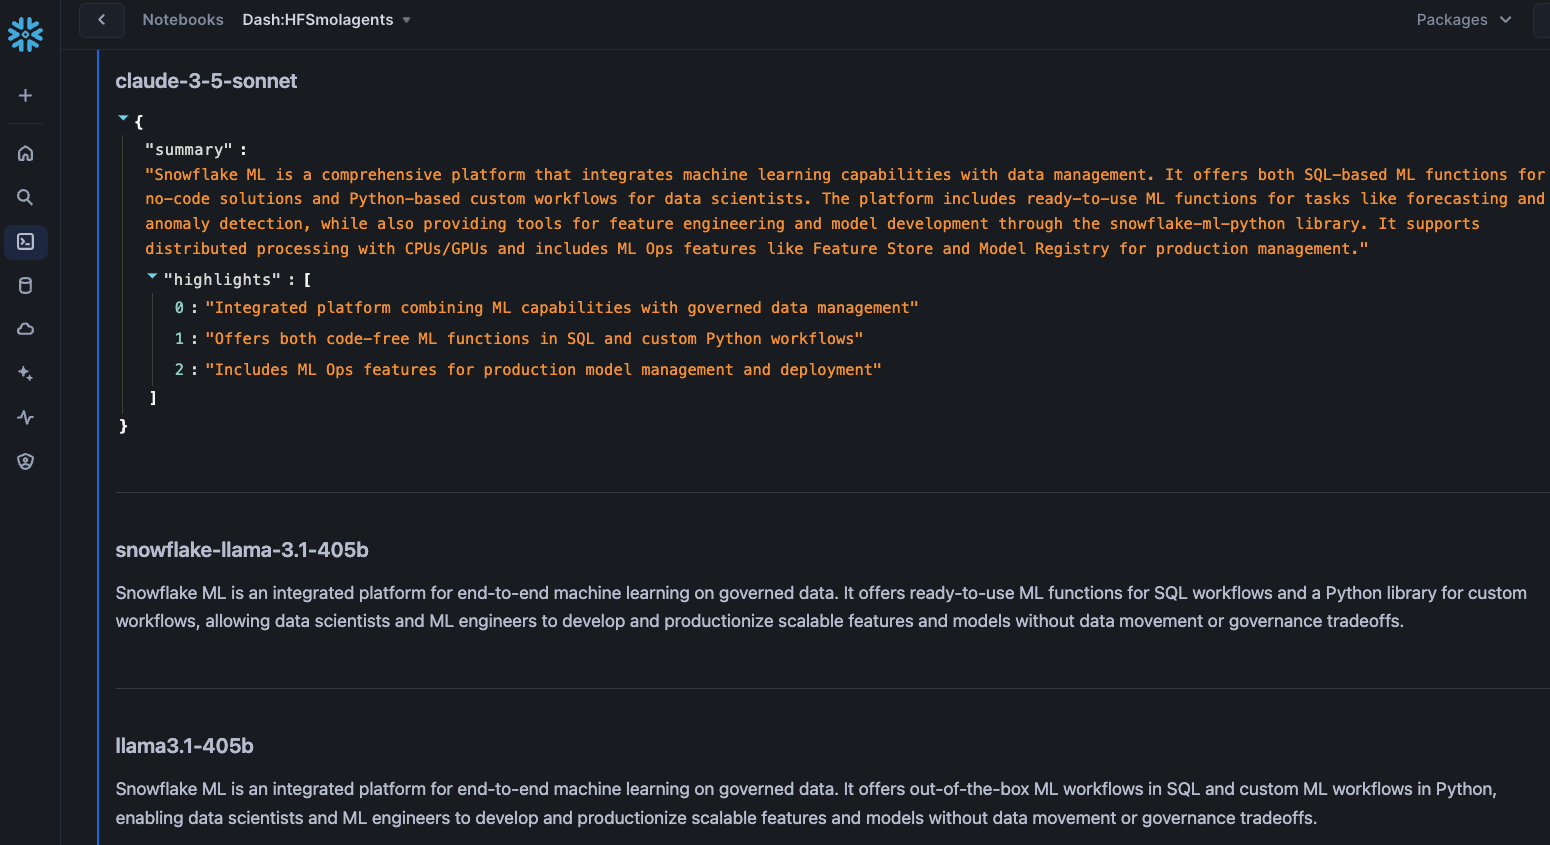 Notebooks Dash:HFSmolagents Packages
claude-3-5-sonnet
{
"summary" :
"Snowflake ML is a comprehensive platform that integrates machine learning capabilities with data management. It offers both SQL-based ML functions for
no-code solutions and Python-based custom workflows for data scientists. The platform includes ready-to-use ML functions for tasks like forecasting and
anomaly detection, while also providing tools for feature engineering and model development through the snowflake-ml-python library. It supports
distributed processing with CPUs/GPUs and includes ML Ops features like Feature Store and Model Registry for production management."
"highlights" : [
0 : "Integrated platform combining ML capabilities with governed data management"
1 : "Offers both code-free ML functions in SQL and custom Python workflows"
2 : "Includes ML Ops features for production model management and deployment"
]
}
snowflake-llama-3.1-405b
Snowflake ML is an integrated platform for end-to-end machine learning on governed data. It offers ready-to-use ML functions for SQL workflows and a Python library for custom
workflows, allowing data scientists and ML engineers to develop and productionize scalable features and models without data movement or governance tradeoffs.
llama3.1-405b
Snowflake ML is an integrated platform for end-to-end machine learning on governed data. It offers out-of-the-box ML workflows in SQL and custom ML workflows in Python,
enabling data scientists and ML engineers to develop and productionize scalable features and models without data movement or governance tradeoffs.